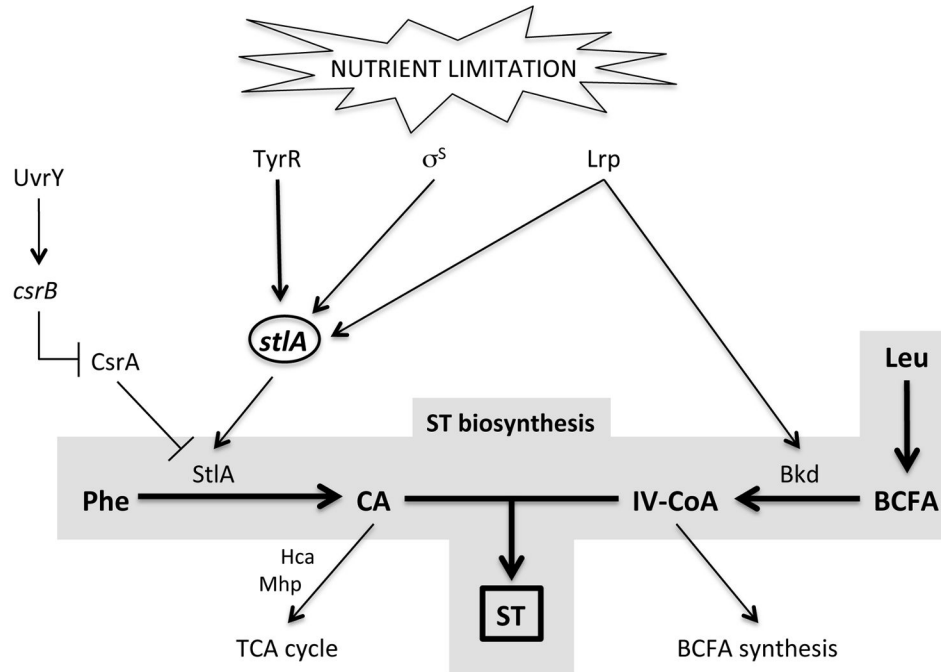 NUTRIENT LIMITATION
TyrR
σˢ
Lrp
UvrY
csrB
stlA
CsrA
Leu
ST biosynthesis
StlA
Bkd
Phe
CA
IV-CoA
BCFA
Hca
Mhp
ST
TCA cycle
BCFA synthesis